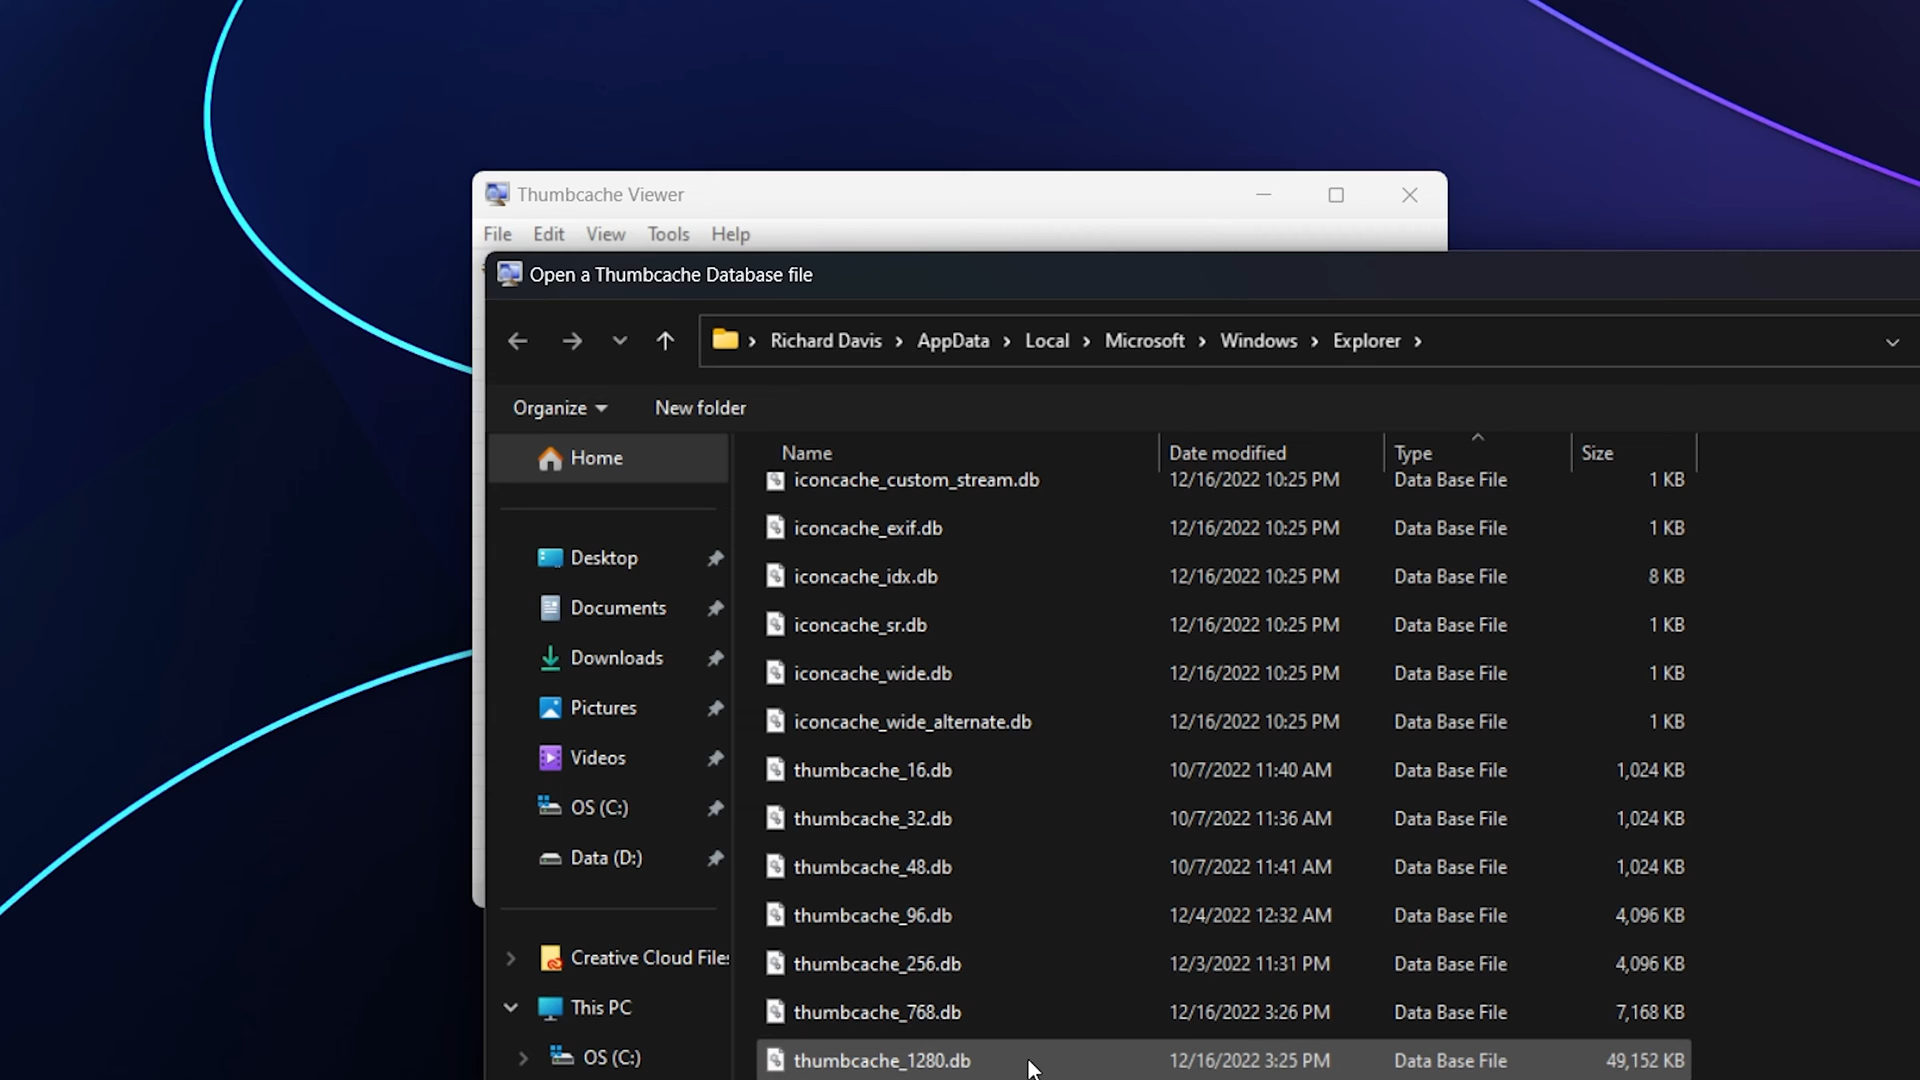 Thumbcache Viewer
File Edit View Tools Help
Open a Thumbcache Database file
Richard Davis > AppData > Local > Microsoft > Windows > Explorer >
Organize New folder
Home
Desktop
Documents
Downloads
Pictures
Videos
OS (C:)
Data (D:)
Creative Cloud Files
This PC
OS (C:)
Name Date modified Type Size
iconcache_custom_stream.db 12/16/2022 10:25 PM Data Base File 1 KB
iconcache_exif.db 12/16/2022 10:25 PM Data Base File 1 KB
iconcache_idx.db 12/16/2022 10:25 PM Data Base File 8 KB
iconcache_sr.db 12/16/2022 10:25 PM Data Base File 1 KB
iconcache_wide.db 12/16/2022 10:25 PM Data Base File 1 KB
iconcache_wide_alternate.db 12/16/2022 10:25 PM Data Base File 1 KB
thumbcache_16.db 10/7/2022 11:40 AM Data Base File 1,024 KB
thumbcache_32.db 10/7/2022 11:36 AM Data Base File 1,024 KB
thumbcache_48.db 10/7/2022 11:41 AM Data Base File 1,024 KB
thumbcache_96.db 12/4/2022 12:32 AM Data Base File 4,096 KB
thumbcache_256.db 12/3/2022 11:31 PM Data Base File 4,096 KB
thumbcache_768.db 12/16/2022 3:26 PM Data Base File 7,168 KB
thumbcache_1280.db 12/16/2022 3:25 PM Data Base File 49,152 KB